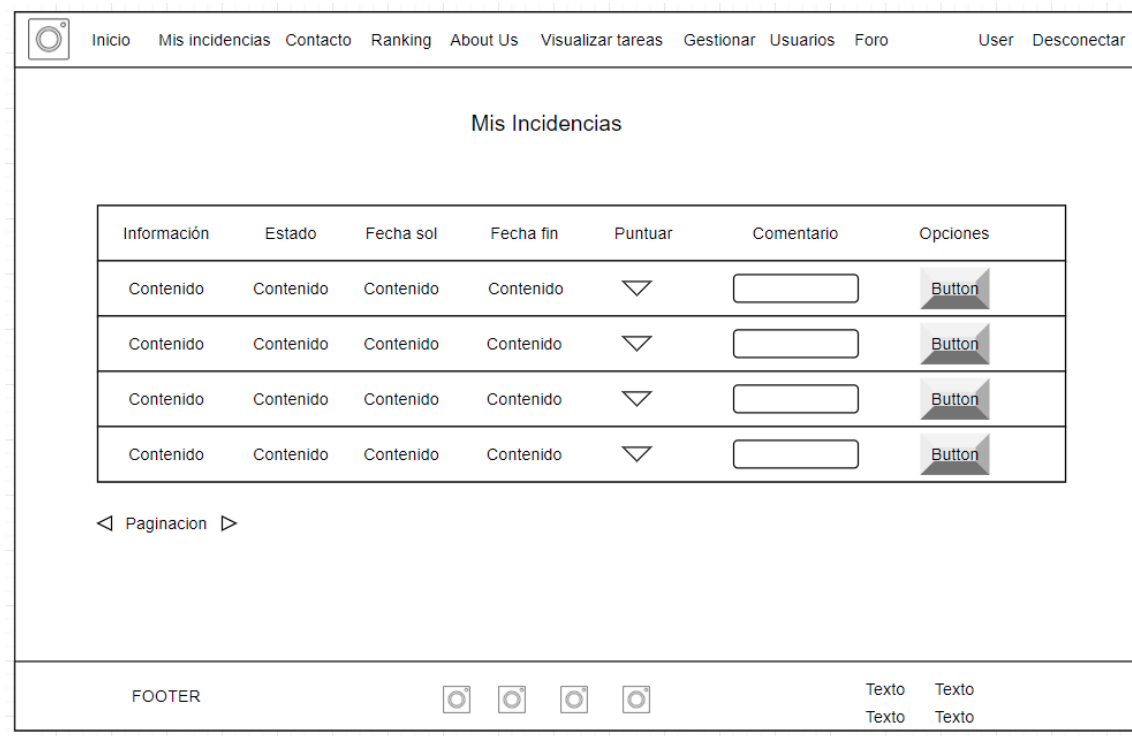 Inicio Mis incidencias Contacto Ranking About Us Visualizar tareas Gestionar Usuarios Foro User Desconectar
Mis Incidencias
Información Estado Fecha sol Fecha fin Puntuar Comentario Opciones
Contenido Contenido Contenido Contenido Button
Contenido Contenido Contenido Contenido Button
Contenido Contenido Contenido Contenido Button
Contenido Contenido Contenido Contenido Button
Paginacion
FOOTER
Texto Texto
Texto Texto